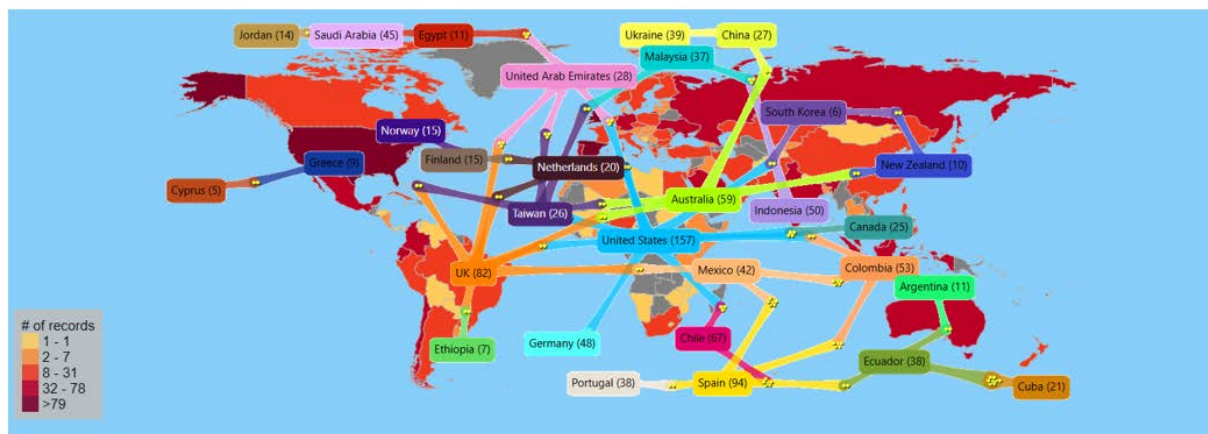 Jordan (14)
Saudi Arabia (45)
Egypt (11)
Ukraine (39)
China (27)
Malaysia (37)
United Arab Emirates (28)
South Korea (6)
Norway (15)
Finland (15)
Greece (9)
Netherlands (20)
New Zealand (10)
Cyprus (5)
Australia (59)
Taiwan (26)
Indonesia (50)
Canada (25)
United States (157)
UK (82)
Mexico (42)
Colombia (53)
Argentina (11)
# of records
1 - 1
2 - 7
8 - 31
32 - 78
>79
Ethiopia (7)
Germany (48)
Chile (67)
Ecuador (38)
Portugal (38)
Spain (94)
Cuba (21)